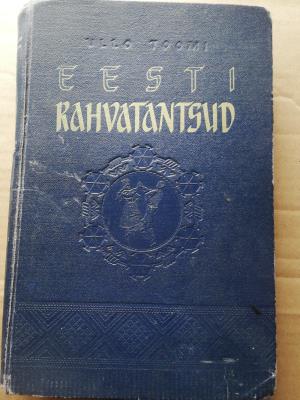 ULLO TOOMI
EESTI
RAHVATANTSUD